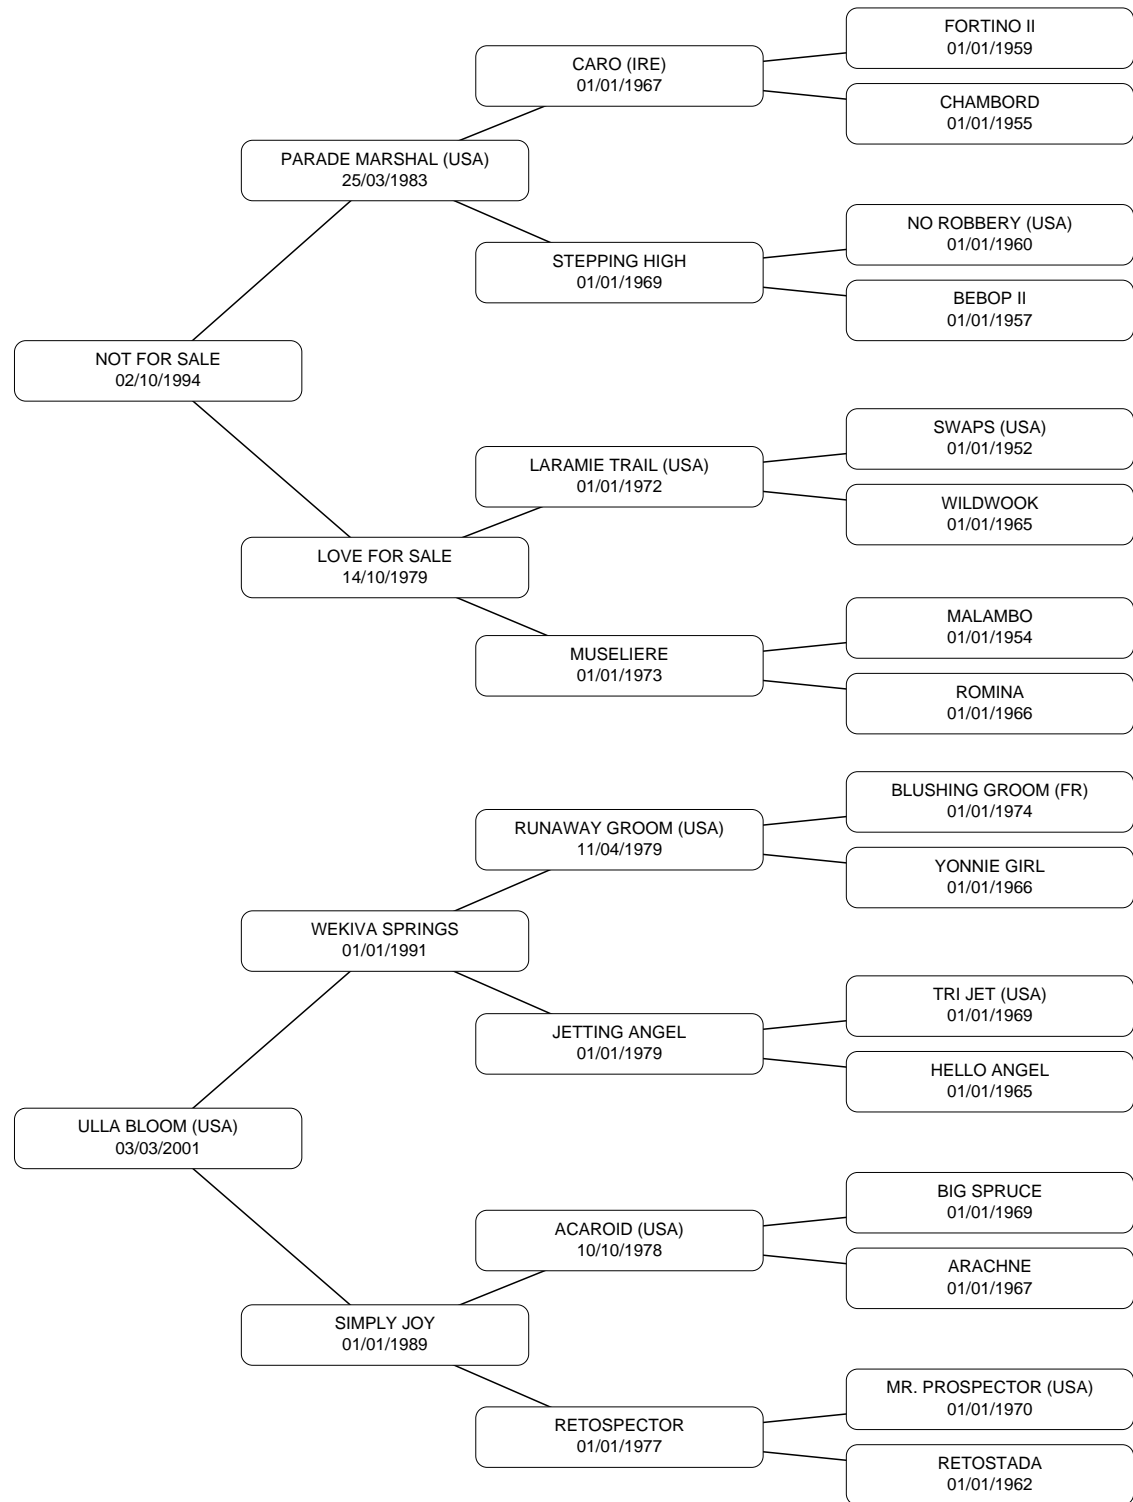 FORTINO II
01/01/1959
CARO (IRE)
01/01/1967
CHAMBORD
01/01/1955
PARADE MARSHAL (USA)
25/03/1983
NO ROBBERY (USA)
01/01/1960
STEPPING HIGH
01/01/1969
BEBOP II
01/01/1957
NOT FOR SALE
02/10/1994
SWAPS (USA)
01/01/1952
LARAMIE TRAIL (USA)
01/01/1972
WILDWOOK
01/01/1965
LOVE FOR SALE
14/10/1979
MALAMBO
01/01/1954
MUSELIERE
01/01/1973
ROMINA
01/01/1966
BLUSHING GROOM (FR)
01/01/1974
RUNAWAY GROOM (USA)
11/04/1979
YONNIE GIRL
01/01/1966
WEKIVA SPRINGS
01/01/1991
TRI JET (USA)
01/01/1969
JETTING ANGEL
01/01/1979
HELLO ANGEL
01/01/1965
ULLA BLOOM (USA)
03/03/2001
BIG SPRUCE
01/01/1969
ACAROID (USA)
10/10/1978
ARACHNE
01/01/1967
SIMPLY JOY
01/01/1989
MR. PROSPECTOR (USA)
01/01/1970
RETOSPECTOR
01/01/1977
RETOSTADA
01/01/1962